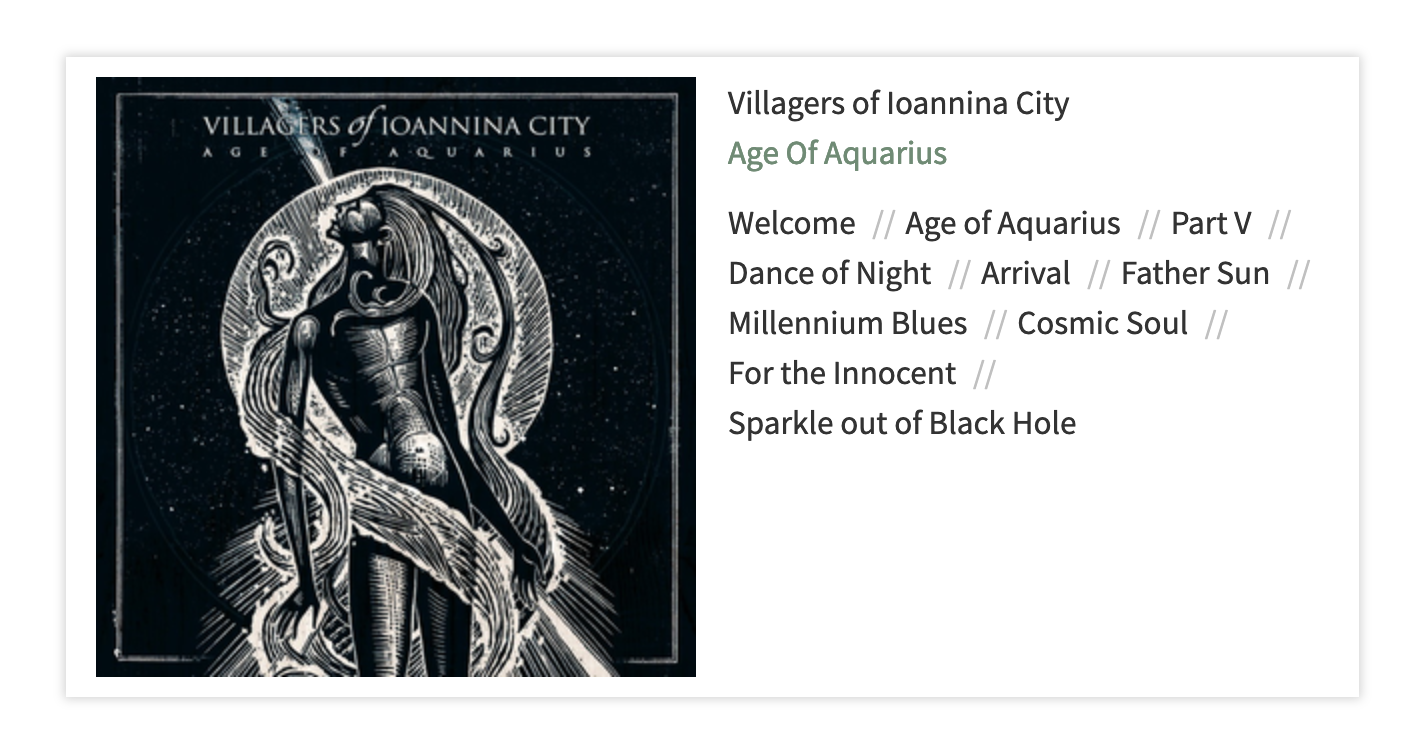 VILLAGERS of IOANNINA CITY
AGE OF AQUARIUS
Villagers of Ioannina City
Age Of Aquarius
Welcome // Age of Aquarius // Part V //
Dance of Night // Arrival // Father Sun //
Millennium Blues // Cosmic Soul //
For the Innocent //
Sparkle out of Black Hole